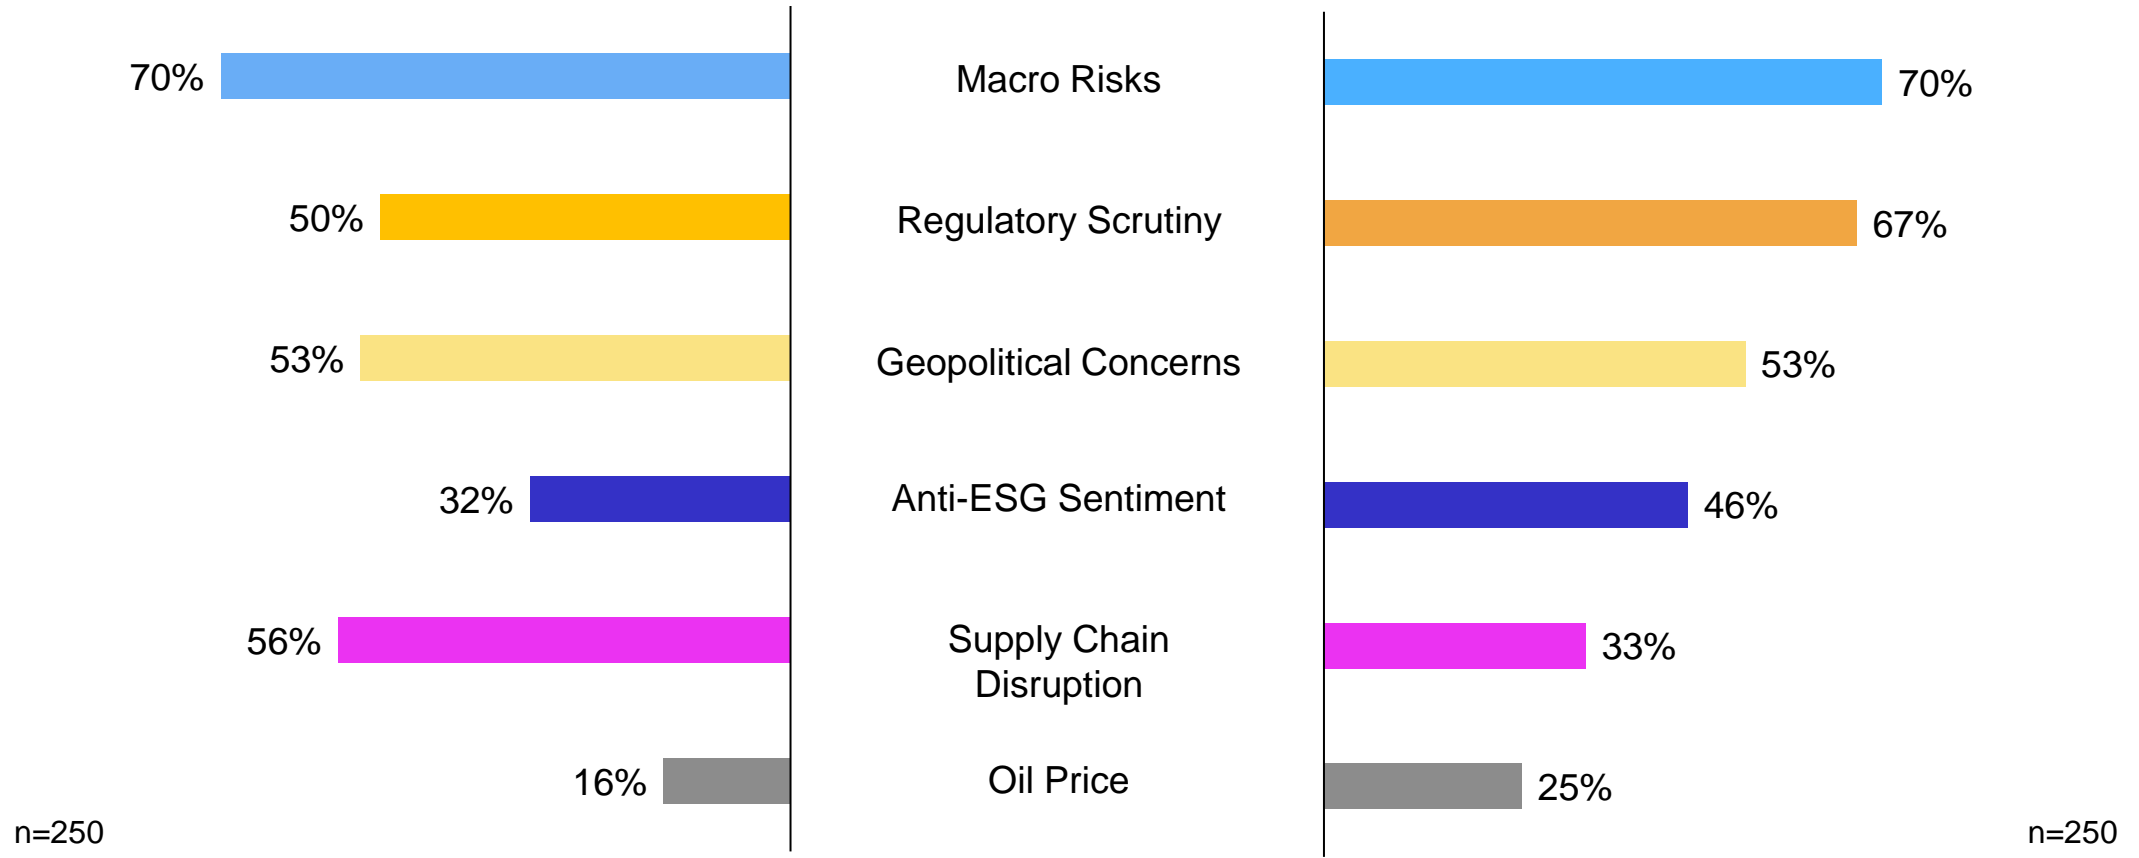 70% Macro Risks 70%
50% Regulatory Scrutiny 67%
53% Geopolitical Concerns 53%
32% Anti-ESG Sentiment 46%
56% Supply Chain 33%
Disruption
16% Oil Price 25%
n=250 n=250